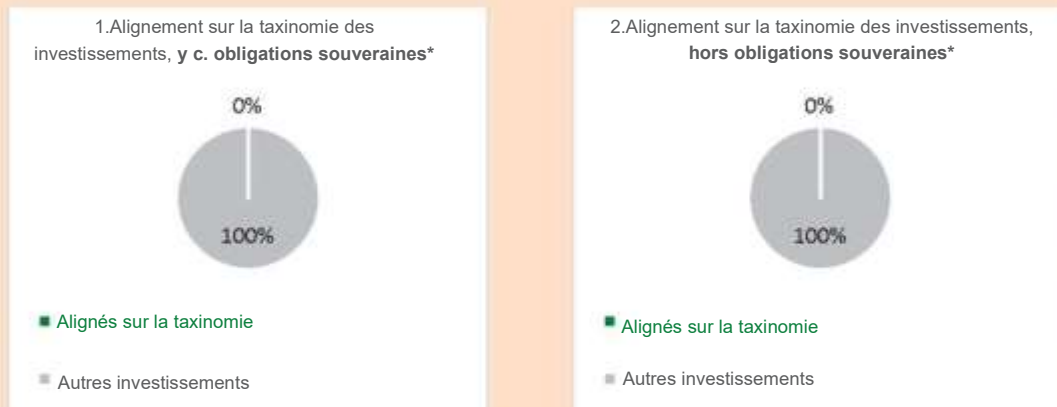 1.Alignement sur la taxinomie des
investissements, y c. obligations souveraines*
0%
100%
Alignés sur la taxinomie
Autres investissements
2.Alignement sur la taxinomie des investissements,
hors obligations souveraines*
0%
100%
Alignés sur la taxinomie
Autres investissements